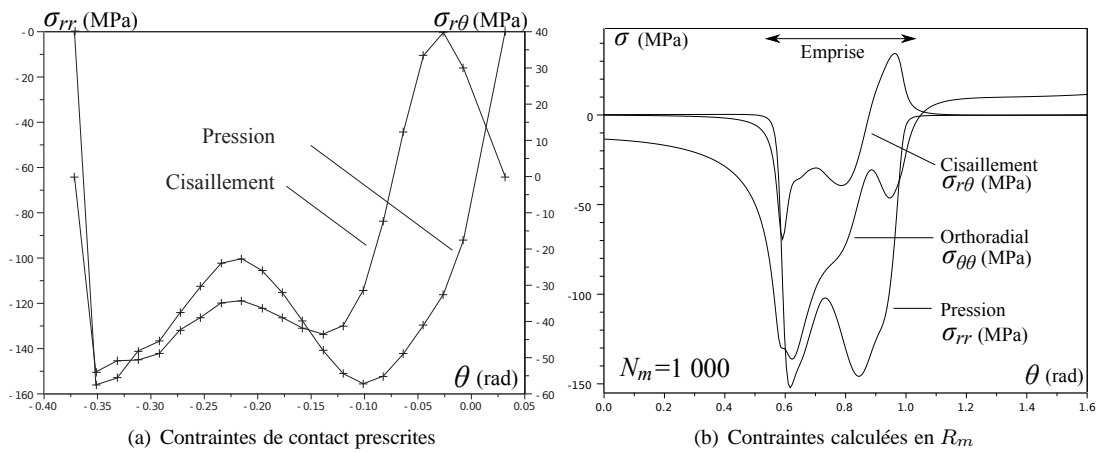 σrr (MPa)
σrθ (MPa)
- 0
- 20
- 40
- 60
- 80
- 100
- 120
- 140
- 160
40
30
20
10
0
- 10
- 20
- 30
- 40
- 50
- 60
Pression
Cisaillement
θ (rad)
-0.40 -0.35 -0.30 -0.25 -0.20 -0.15 -0.10 -0.05 0.00 0.05
(a) Contraintes de contact prescrites
σ (MPa)
Emprise
0
-50
-100
-150
Cisaillement
σrθ (MPa)
Orthoradial
σθθ (MPa)
Pression
σrr (MPa)
Nm=1 000
θ (rad)
0.0 0.2 0.4 0.6 0.8 1.0 1.2 1.4 1.6
(b) Contraintes calculées en Rm